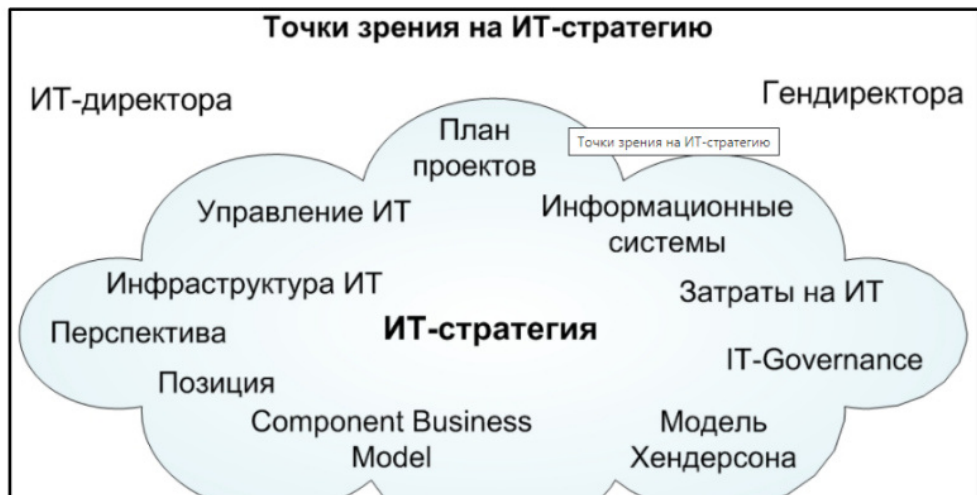 Точки зрения на ИТ-стратегию
ИТ-директора
Гендиректора
План
проектов
Точки зрения на ИТ-стратегию
Управление ИТ
Информационные
системы
Инфраструктура ИТ
Затраты на ИТ
Перспектива
ИТ-стратегия
IT-Governance
Позиция
Component Business
Model
Модель
Хендерсона